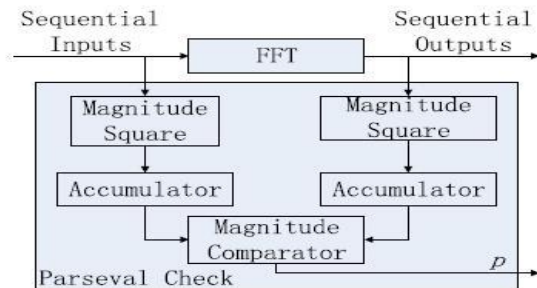 Sequential Inputs
Sequential Outputs
FFT
Magnitude Square
Magnitude Square
Accumulator
Accumulator
Magnitude Comparator
p
Parseval Check